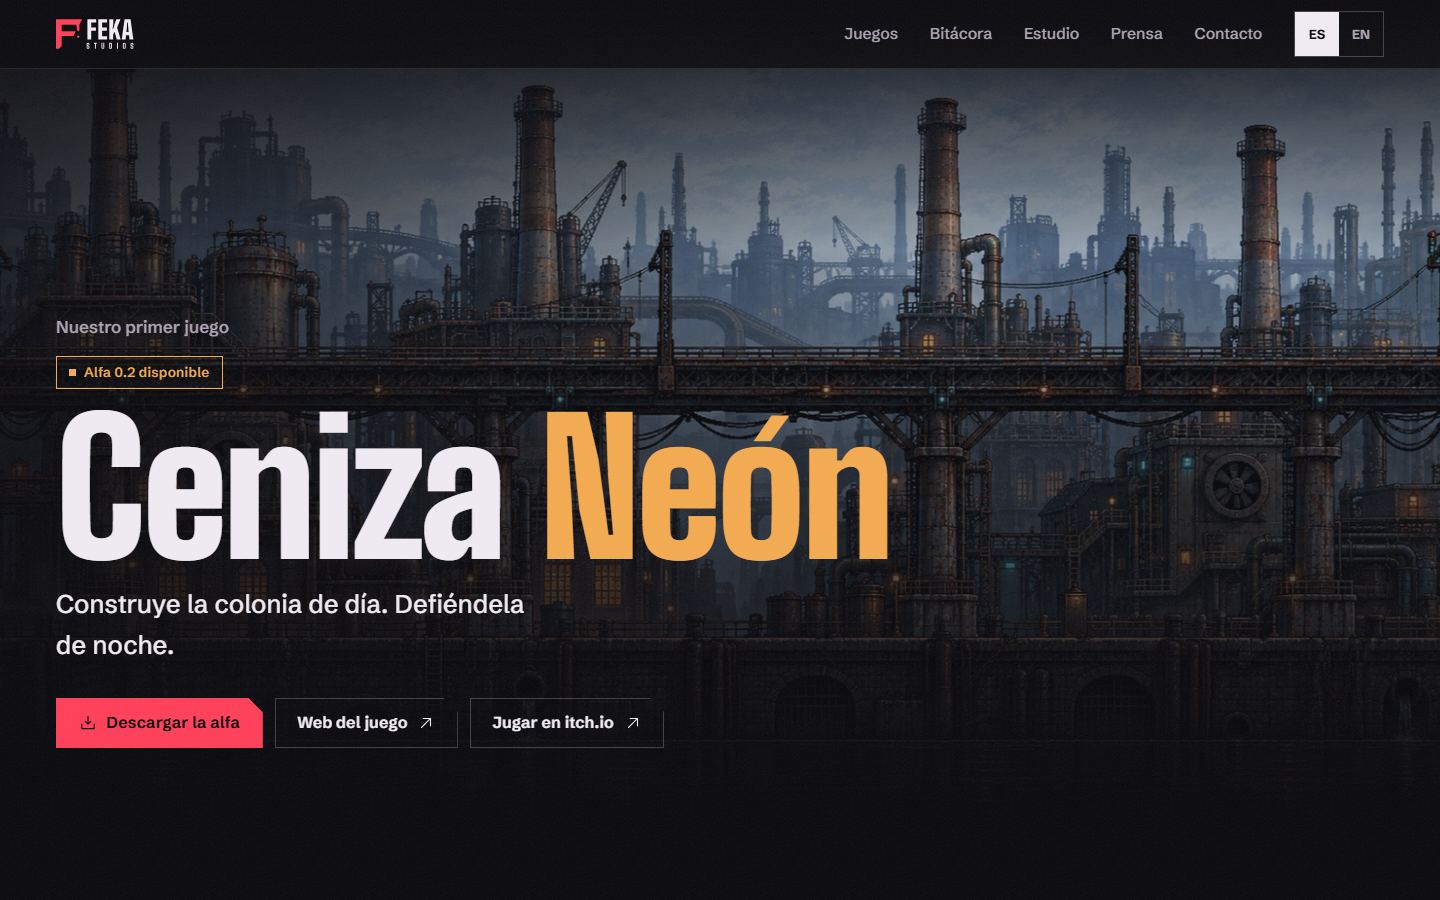 FEKA
STUDIOS
Juegos
Bitácora
Estudio
Prensa
Contacto
ES
EN
Nuestro primer juego
Alfa 0.2 disponible
Ceniza Neón
Construye la colonia de día. Defiéndela
de noche.
Descargar la alfa
Web del juego
Jugar en itch.io